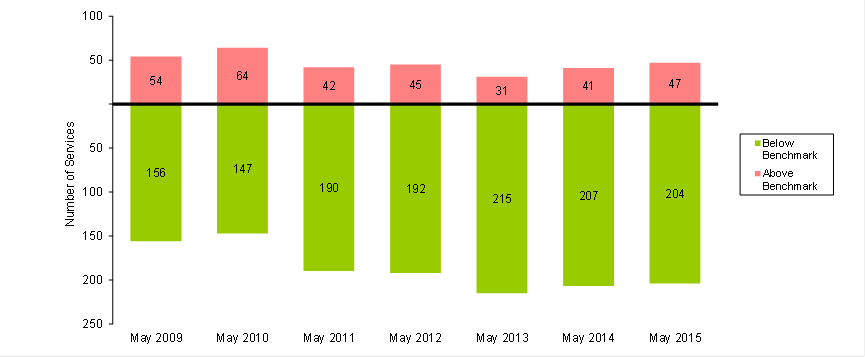 100
50
50
100
150
200
250
Number of Services
54
64
42
45
31
41
47
156
147
190
192
215
207
204
May 2009
May 2010
May 2011
May 2012
May 2013
May 2014
May 2015
Below
Benchmark
Above
Benchmark